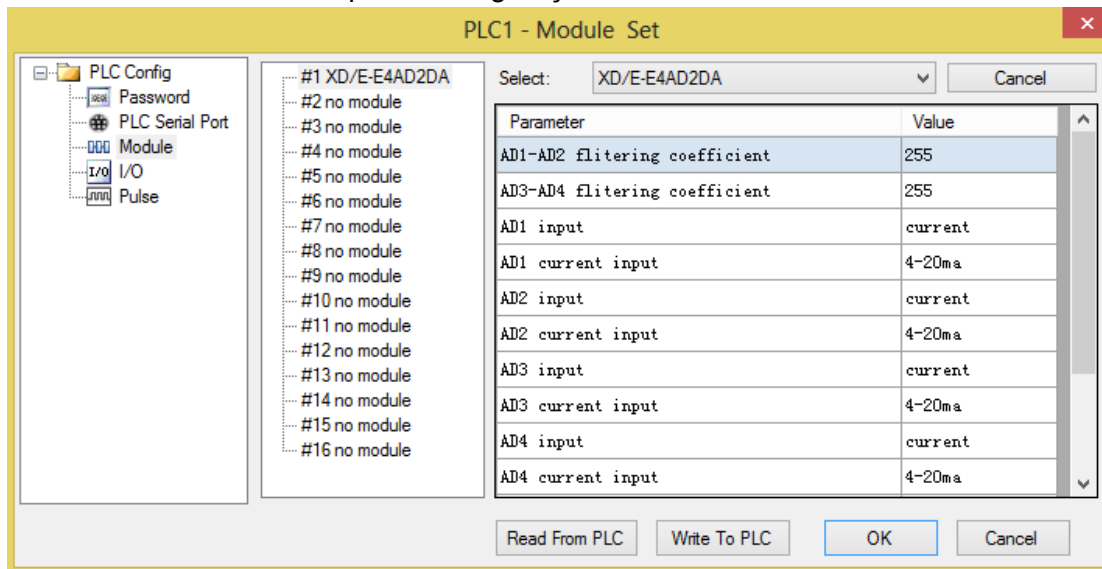 PLC1 - Module Set
PLC Config
Password
PLC Serial Port
Module
I/O
I/O
Pulse
#1 XD/E-E4AD2DA
#2 no module
#3 no module
#4 no module
#5 no module
#6 no module
#7 no module
#8 no module
#9 no module
#10 no module
#11 no module
#12 no module
#13 no module
#14 no module
#15 no module
#16 no module
Select: XD/E-E4AD2DA Cancel
Parameter Value
AD1-AD2 flitering coefficient 255
AD3-AD4 flitering coefficient 255
AD1 input current
AD1 current input 4-20ma
AD2 input current
AD2 current input 4-20ma
AD3 input current
AD3 current input 4-20ma
AD4 input current
AD4 current input 4-20ma
Read From PLC Write To PLC OK Cancel